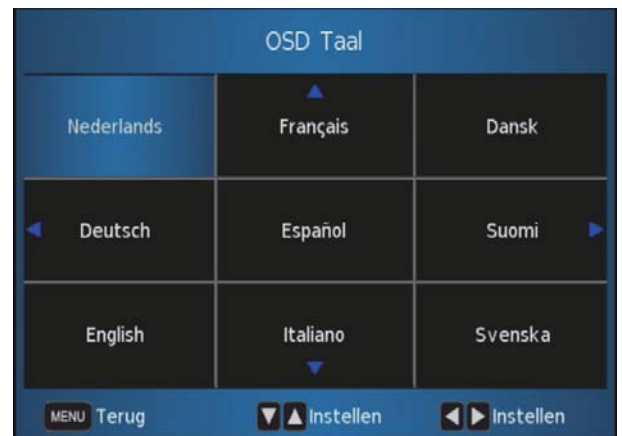 OSD Taal
Nederlands Français Dansk
Deutsch Español Suomi
English Italiano Svenska
MENU Terug Instellen Instellen